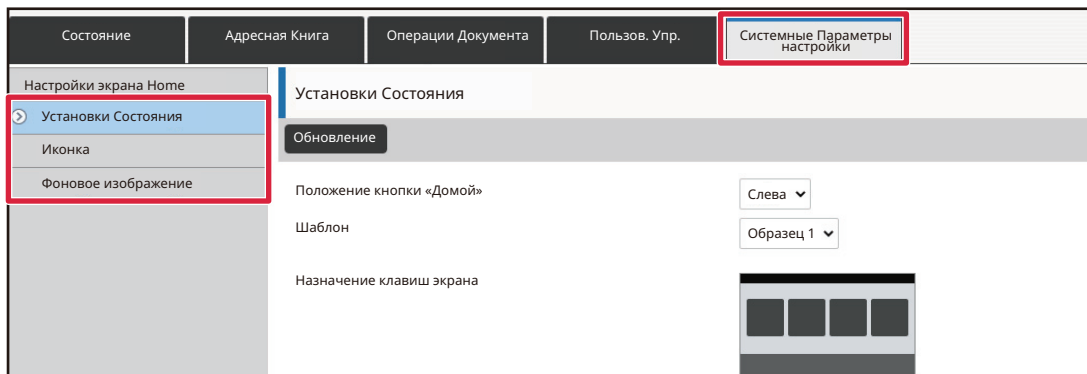 Состояние
Адресная Книга
Операции Документа
Пользов. Упр.
Системные Параметры
настройки
Настройки экрана Home
Установки Состояния
Иконка
Фоновое изображение
Установки Состояния
Обновление
Положение кнопки «Домой»
Слева
Шаблон
Образец 1
Назначение клавиш экрана